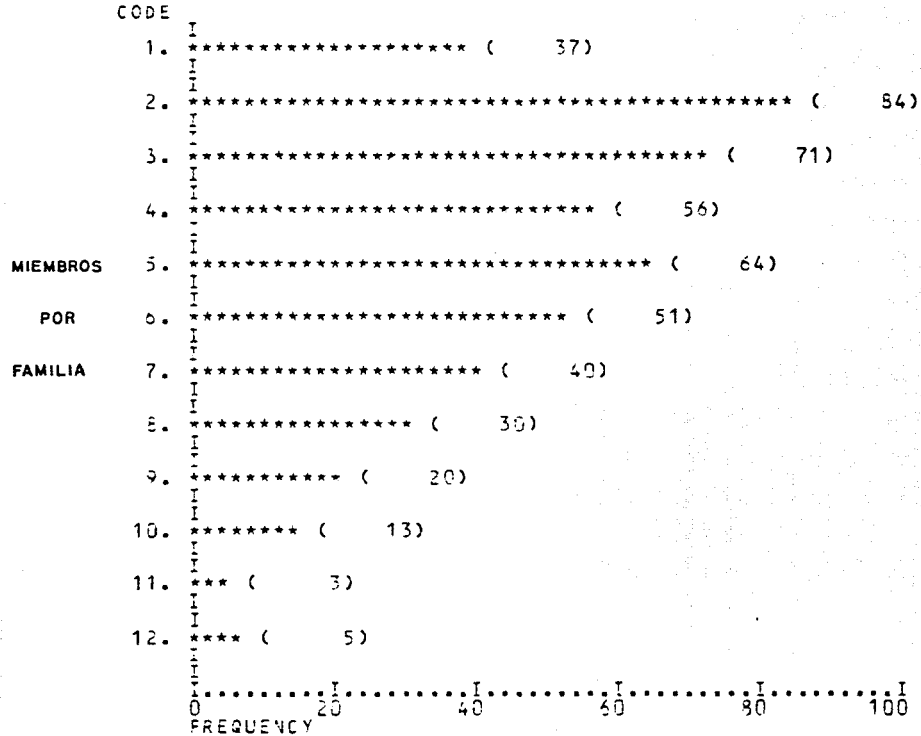 CODE
1. ******************** ( 37)
2. ******************************************* ( 84)
3. ************************************* ( 71)
4. ***************************** ( 56)
MIEMBROS 5. ********************************* ( 64)
POR 6. *************************** ( 51)
FAMILIA 7. ********************* ( 40)
8. **************** ( 30)
9. *********** ( 20)
10. ******** ( 13)
11. *** ( 3)
12. **** ( 5)
0 20 40 60 80 100
FREQUENCY